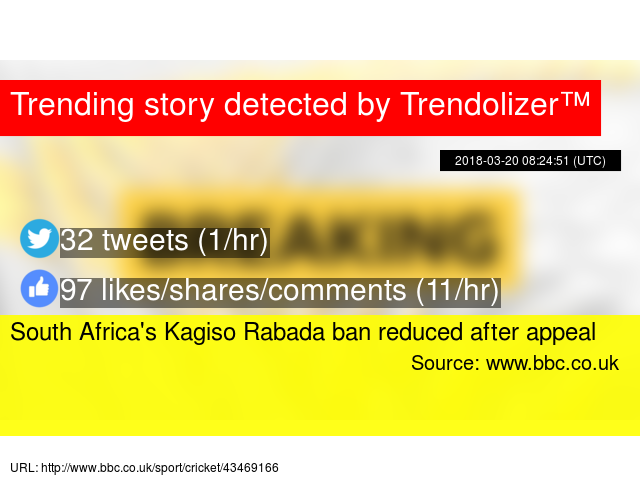 Trending story detected by Trendolizer™
2018-03-20 08:24:51 (UTC)
BREAKING
32 tweets (1/hr)
97 likes/shares/comments (11/hr)
South Africa's Kagiso Rabada ban reduced after appeal
Source: www.bbc.co.uk
URL: http://www.bbc.co.uk/sport/cricket/43469166